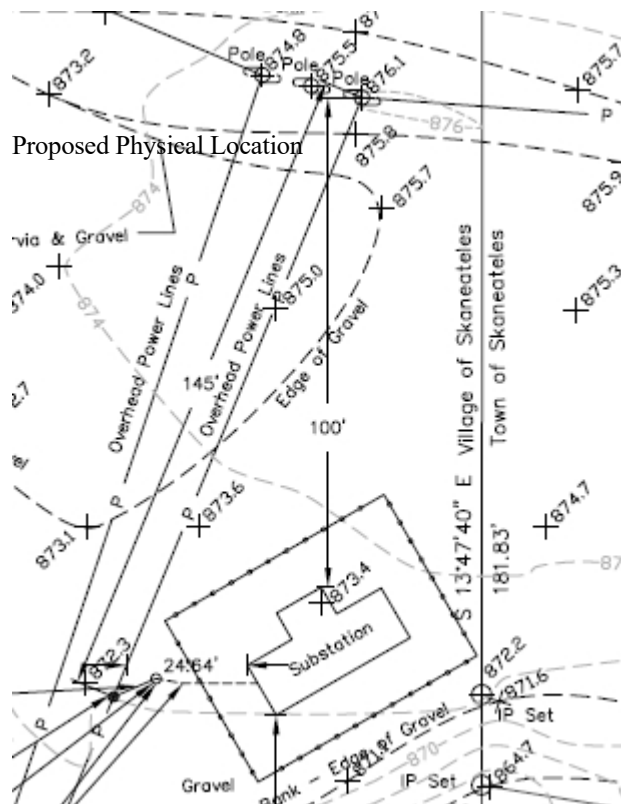 874.8
Pole
875.5
Pole
876.1
Pole
873.2
875.7
876
P
875.8
Proposed Physical Location
875.7
875.9
874
rvia & Gravel
874.0
874
Overhead Power Lines
P
875.0
Overhead Power Lines
P
Edge of Gravel
875.3
145'
100'
Village of Skaneateles
Town of Skaneateles
S 13°47'40" E
181.83'
P
P
873.1
873.6
874.7
873.4
872.3
24.64'
Substation
872.2
871.6
IP Set
P
P
Gravel
Bank - Edge of Gravel
870
IP Set
864.7